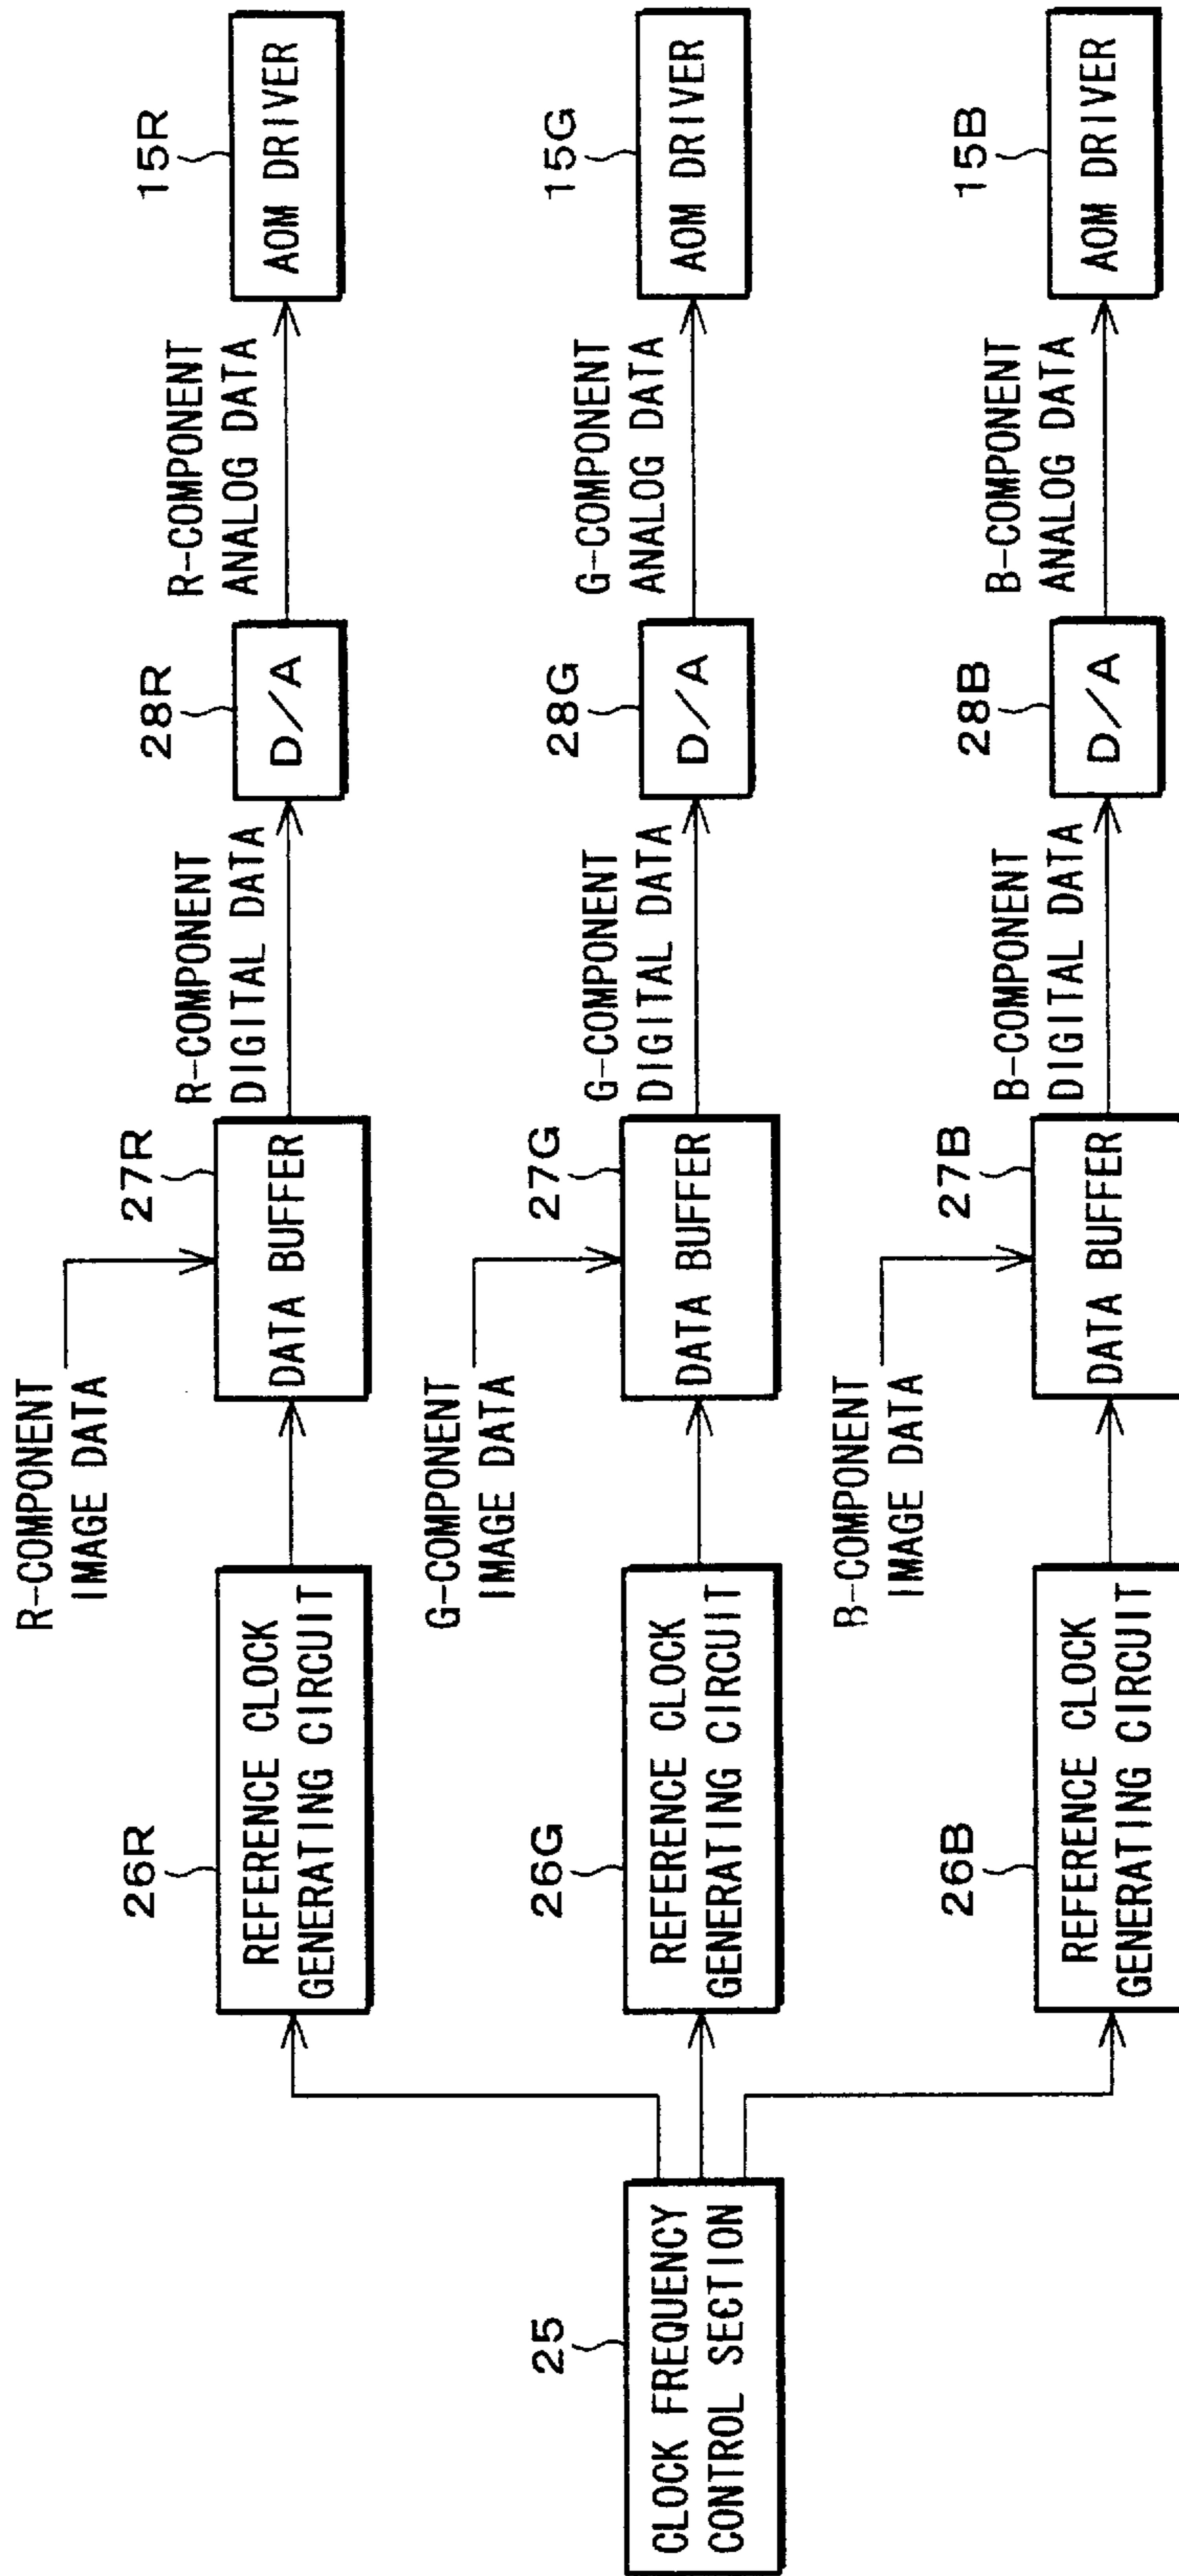 25
CLOCK FREQUENCY
CONTROL SECTION
26R
REFERENCE CLOCK
GENERATING CIRCUIT
R-COMPONENT
IMAGE DATA
27R
DATA BUFFER
R-COMPONENT
DIGITAL DATA
28R
D/A
R-COMPONENT
ANALOG DATA
15R
AOM DRIVER
26G
REFERENCE CLOCK
GENERATING CIRCUIT
G-COMPONENT
IMAGE DATA
27G
DATA BUFFER
G-COMPONENT
DIGITAL DATA
28G
D/A
G-COMPONENT
ANALOG DATA
15G
AOM DRIVER
26B
REFERENCE CLOCK
GENERATING CIRCUIT
B-COMPONENT
IMAGE DATA
27B
DATA BUFFER
B-COMPONENT
DIGITAL DATA
28B
D/A
B-COMPONENT
ANALOG DATA
15B
AOM DRIVER